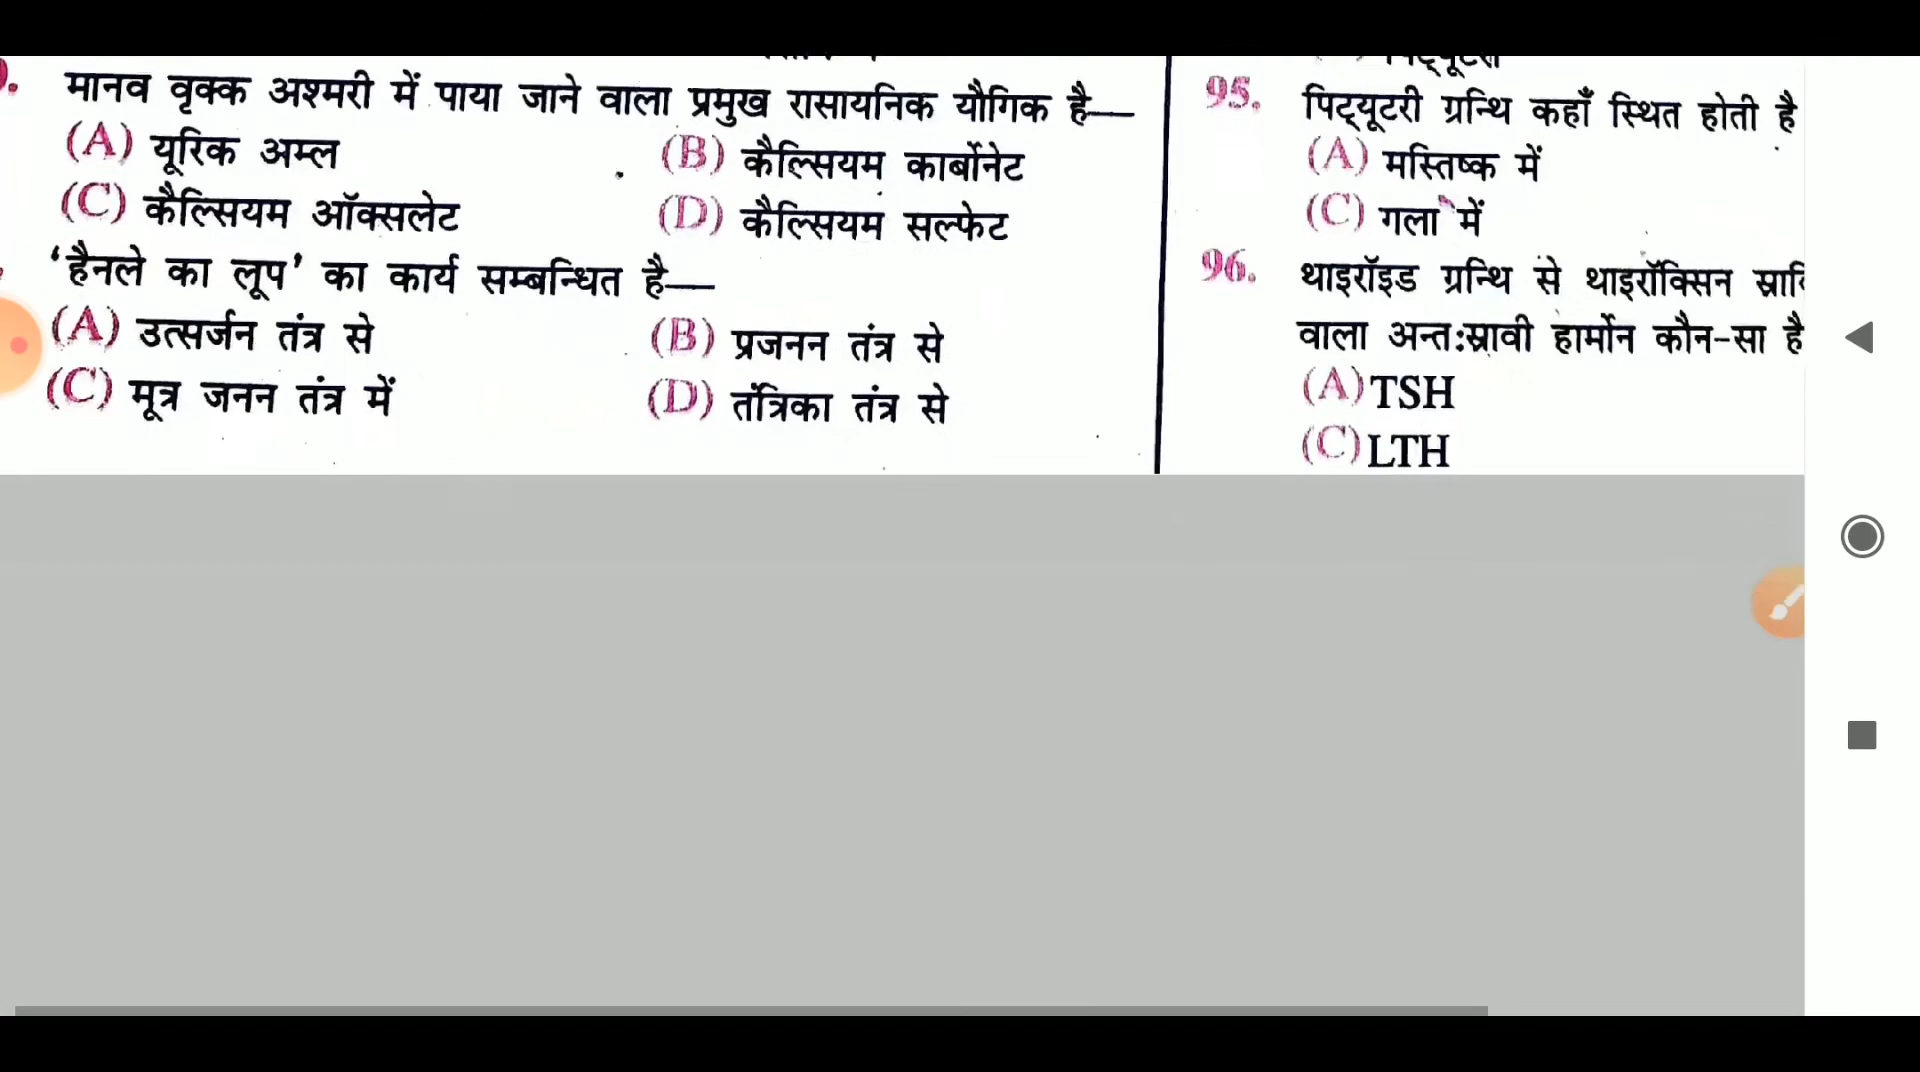 मानव वृक्क अश्मरी में पाया जाने वाला प्रमुख रासायनिक यौगिक है—
(A) यूरिक अम्ल (B) कैल्सियम कार्बोनेट
(C) कैल्सियम ऑक्सलेट (D) कैल्सियम सल्फेट
‘हैनले का लूप’ का कार्य सम्बन्धित है—
(A) उत्सर्जन तंत्र से (B) प्रजनन तंत्र से
(C) मूत्र जनन तंत्र में (D) तंत्रिका तंत्र से
95. पिट्यूटरी ग्रन्थि कहाँ स्थित होती है
(A) मस्तिष्क में
(C) गला में
96. थाइरॉइड ग्रन्थि से थाइरॉक्सिन
वाला अन्त:स्रावी हार्मोन कौन-सा है
(A) TSH
(C) LTH